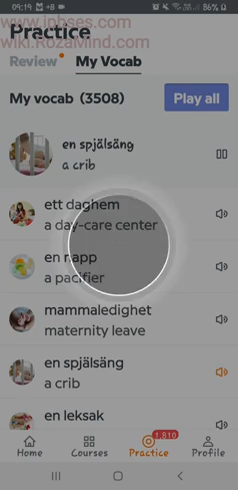 09:19
86%
www.ipbses.com
wiki.RozaMind.com
Practice
Review My Vocab
My vocab (3508) Play all
en spjälsäng
a crib
ett daghem
a day-care center
en napp
a pacifier
mammaledighet
maternity leave
en spjälsäng
a crib
en leksak
1,810
Home Courses Practice Profile